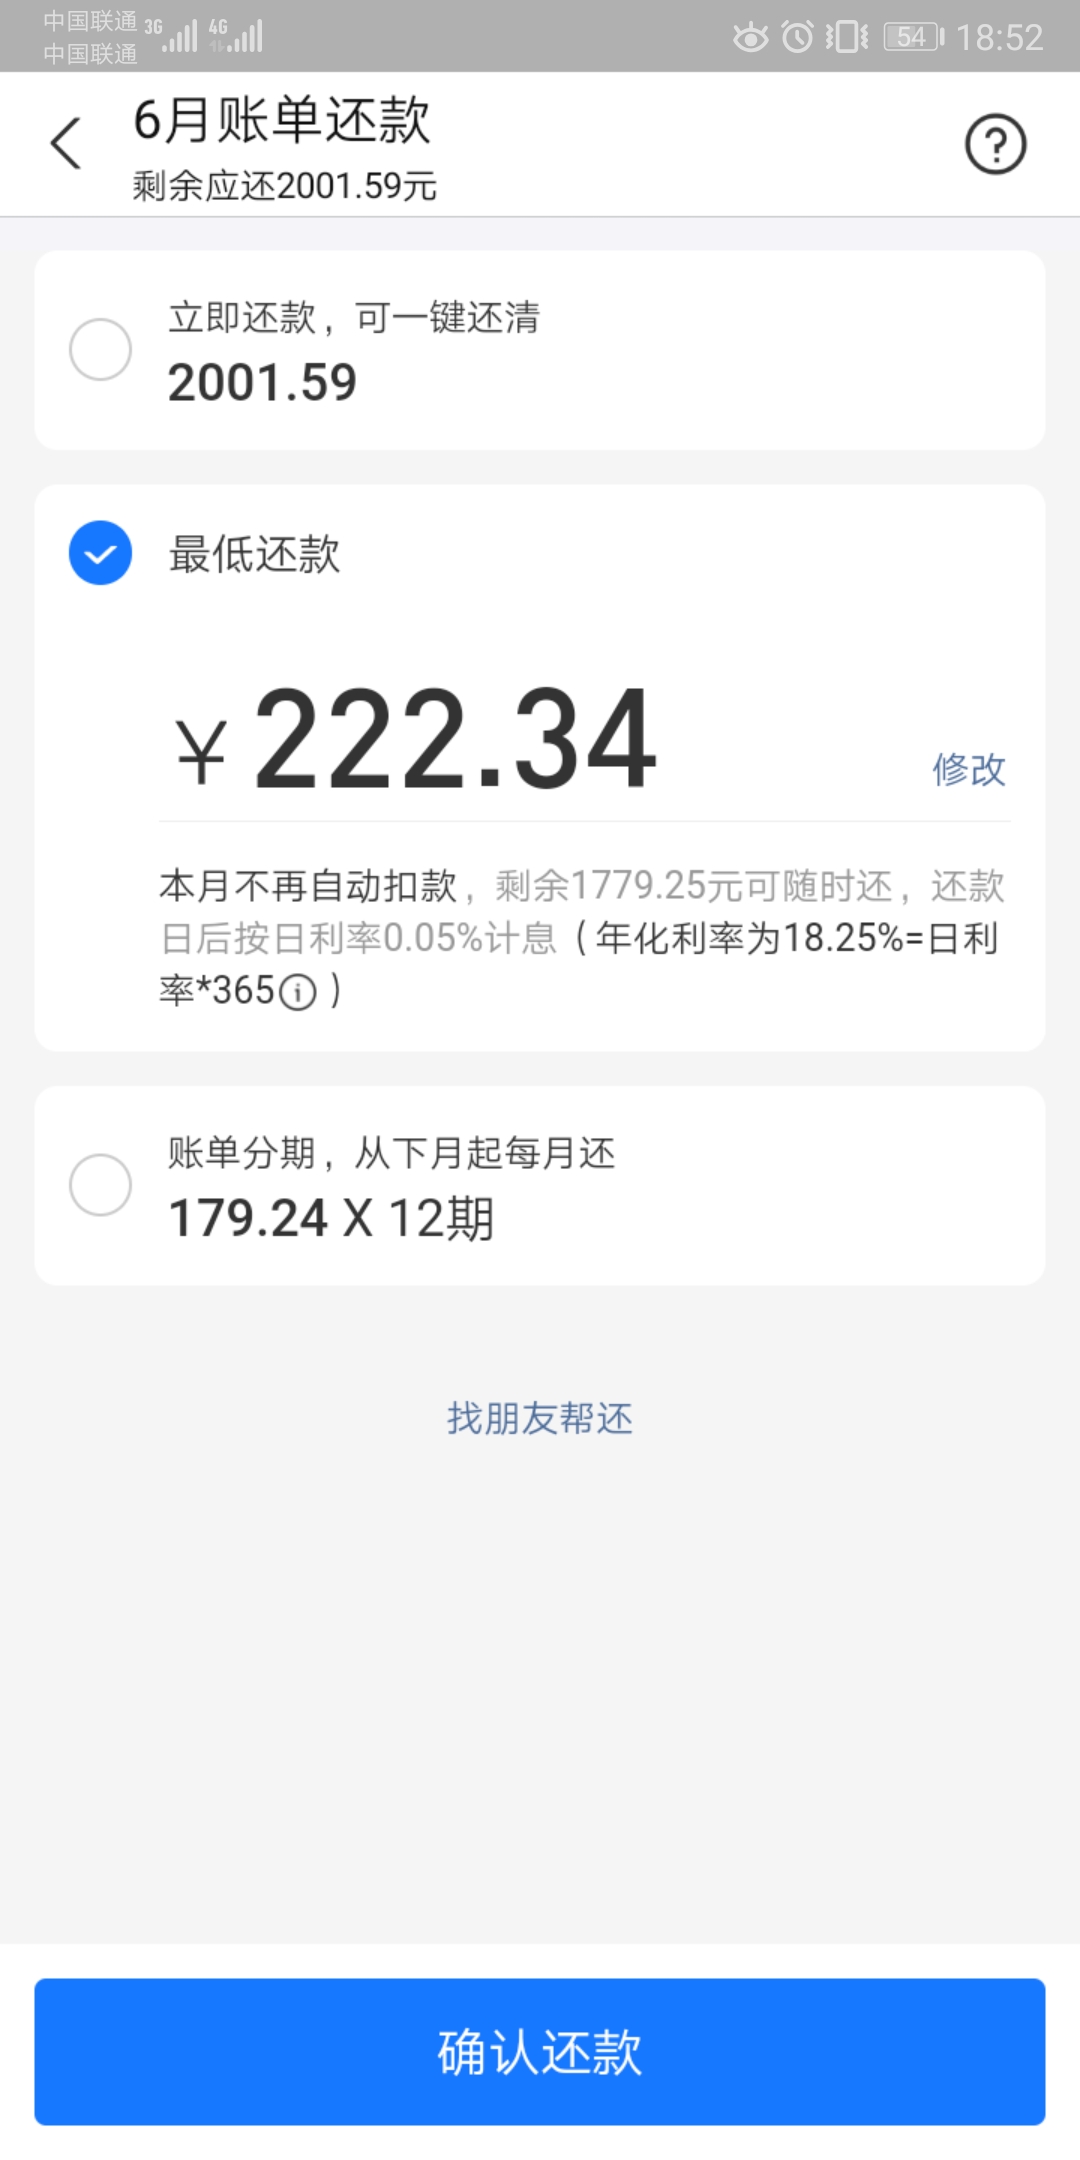 中国联通 3G 4G 54 18:52
中国联通
6月账单还款
剩余应还2001.59元
立即还款，可一键还清
2001.59
最低还款
¥222.34
修改
本月不再自动扣款，剩余1779.25元可随时还，还款
日后按日利率0.05%计息（年化利率为18.25%=日利
率*365）
账单分期，从下月起每月还
179.24 X 12期
找朋友帮还
确认还款